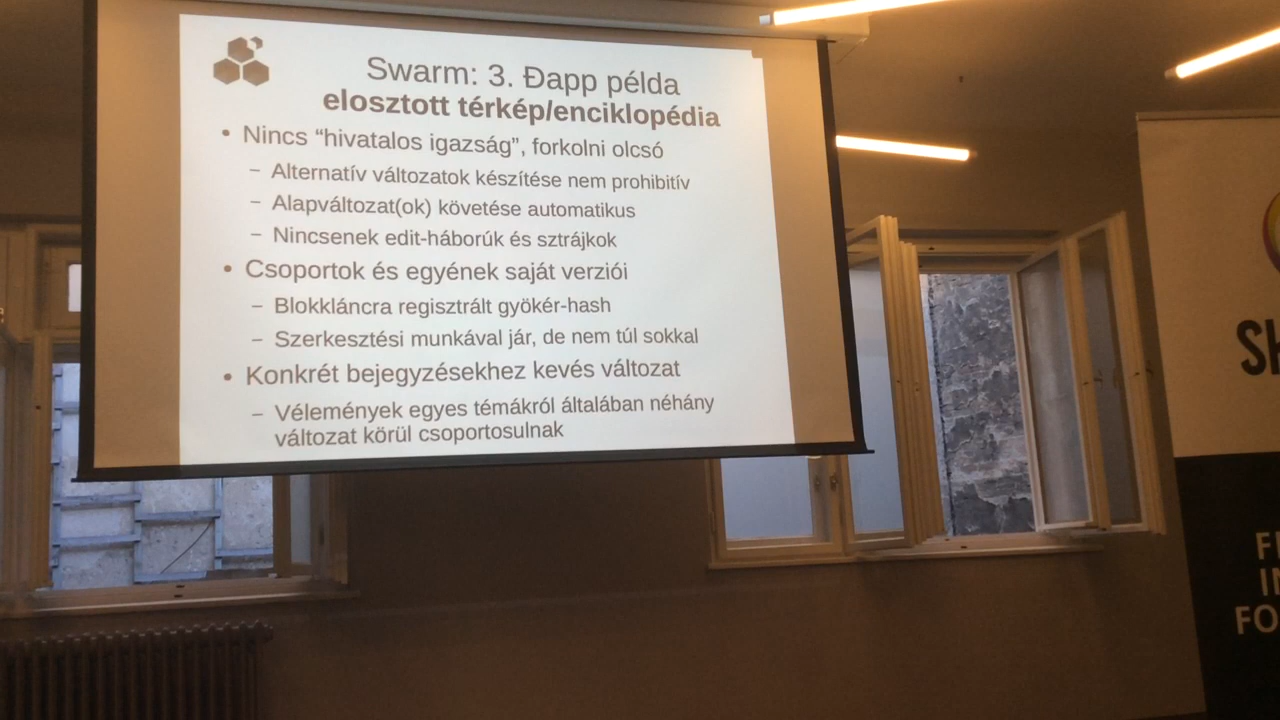 Swarm: 3. Đapp példa
elosztott térkép/enciklopédia
• Nincs “hivatalos igazság”, forkolni olcsó
– Alternatív változatok készítése nem prohibitív
– Alapváltozat(ok) követése automatikus
– Nincsenek edit-háborúk és sztrájkok
• Csoportok és egyének saját verziói
– Blokkláncra regisztrált gyökér-hash
– Szerkesztési munkával jár, de nem túl sokkal
• Konkrét bejegyzésekhez kevés változat
– Vélemények egyes témákról általában néhány
változat körül csoportosulnak